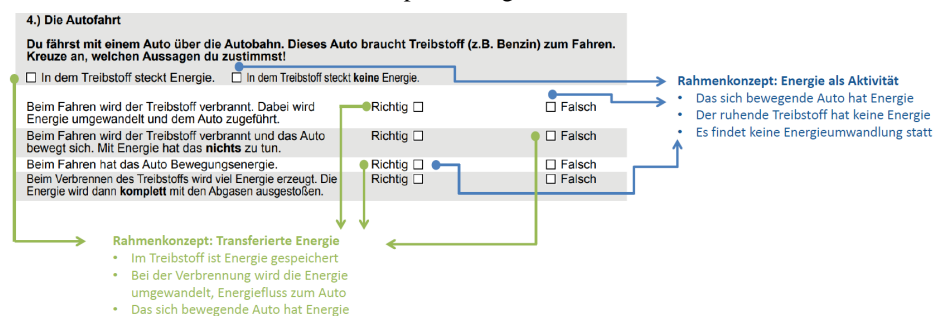 4.) Die Autofahrt
Du fährst mit einem Auto über die Autobahn. Dieses Auto braucht Treibstoff (z.B. Benzin) zum Fahren.
Kreuze an, welchen Aussagen du zustimmst!
☐ In dem Treibstoff steckt Energie. ☐ In dem Treibstoff steckt keine Energie.
Beim Fahren wird der Treibstoff verbrannt. Dabei wird Richtig ☐ ☐ Falsch
Energie umgewandelt und dem Auto zugeführt.
Beim Fahren wird der Treibstoff verbrannt und das Auto Richtig ☐ ☐ Falsch
bewegt sich. Mit Energie hat das nichts zu tun.
Beim Fahren hat das Auto Bewegungsenergie. Richtig ☐ ☐ Falsch
Beim Verbrennen des Treibstoffs wird viel Energie erzeugt. Die Richtig ☐ ☐ Falsch
Energie wird dann komplett mit den Abgasen ausgestoßen.
Rahmenkonzept: Energie als Aktivität
• Das sich bewegende Auto hat Energie
• Der ruhende Treibstoff hat keine Energie
• Es findet keine Energieumwandlung statt
Rahmenkonzept: Transferierte Energie
• Im Treibstoff ist Energie gespeichert
• Bei der Verbrennung wird die Energie
umgewandelt, Energiefluss zum Auto
• Das sich bewegende Auto hat Energie